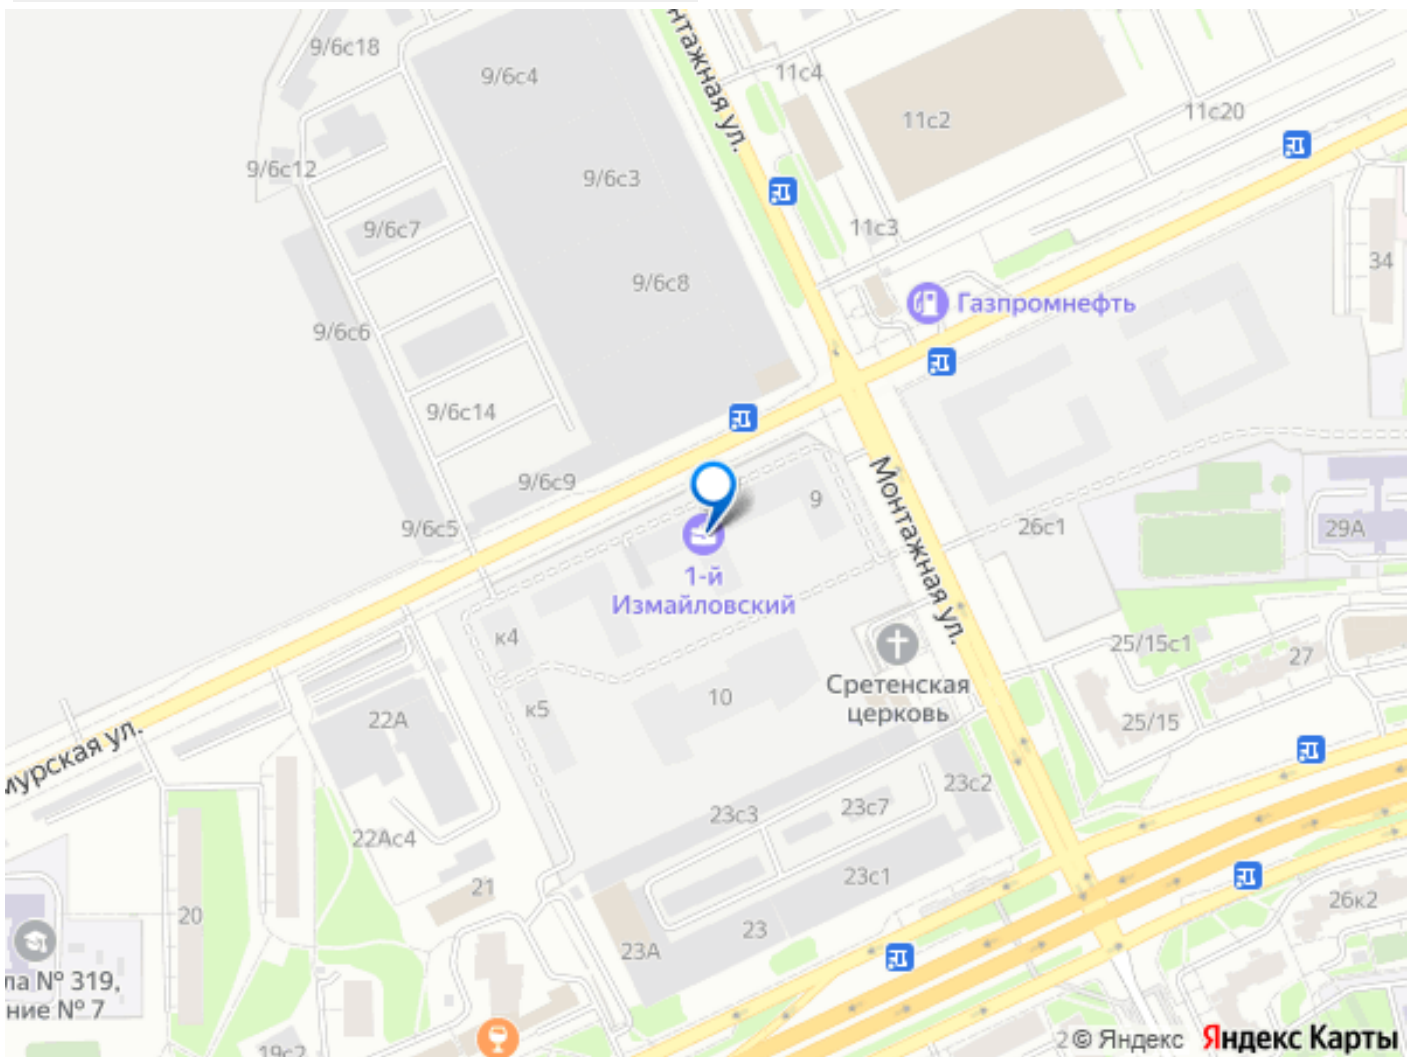 9/6с18
9/6с4
нтажная ул.
11с4
11с2
11с20
9/6с12
9/6с3
9/6с7
11с3
34
9/6с8
Газпромнефть
9/6с6
9/6с14
9/6с9
9
Монтажная ул.
9/6с5
26с1
29А
1-й
Измайловский
к4
25/15с1
27
Сретенская
церковь
10
к5
22А
25/15
мурская ул.
23с2
23с7
23с3
22Ас4
23с1
21
26к2
20
23
23А
ла № 319,
ние № 7
19с2
2© Яндекс Яндекс Карты